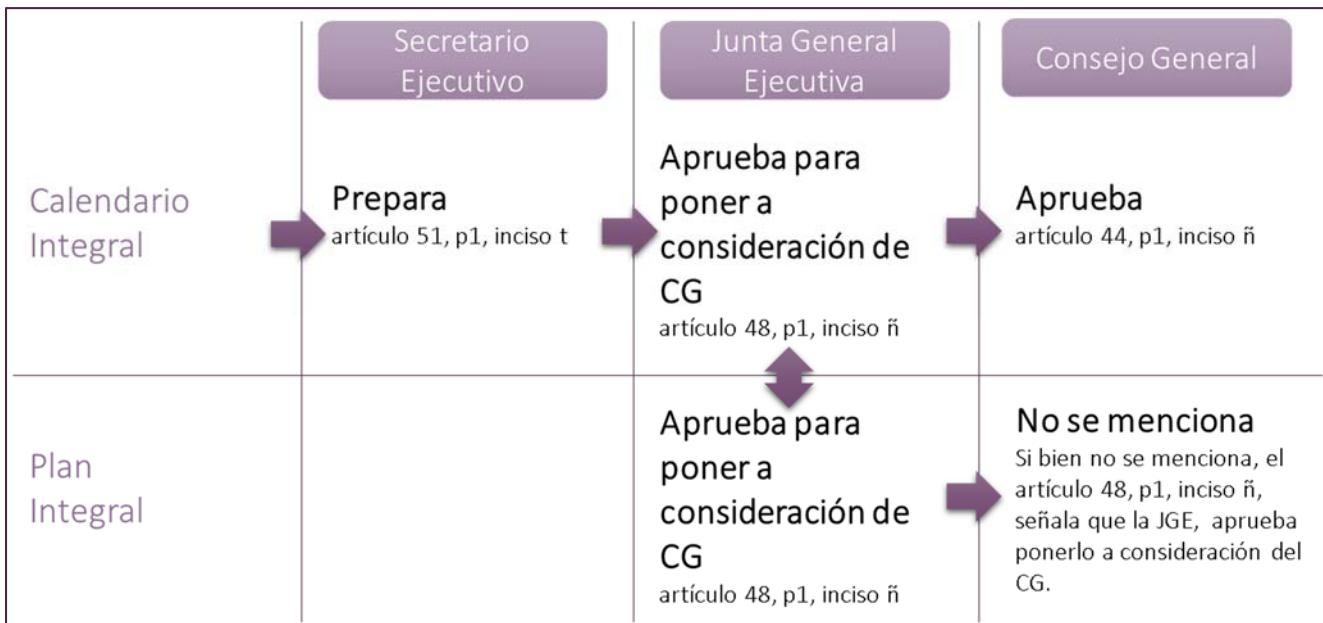 Secretario
Ejecutivo
Junta General
Ejecutiva
Consejo General
Calendario
Integral
Prepara
artículo 51, p1, inciso t
Aprueba para
poner a
consideración de
CG
artículo 48, p1, inciso ñ
Aprueba
artículo 44, p1, inciso ñ
Plan
Integral
Aprueba para
poner a
consideración de
CG
artículo 48, p1, inciso ñ
No se menciona
Si bien no se menciona, el
artículo 48, p1, inciso ñ,
señala que la JGE, aprueba
ponerlo a consideración del
CG.